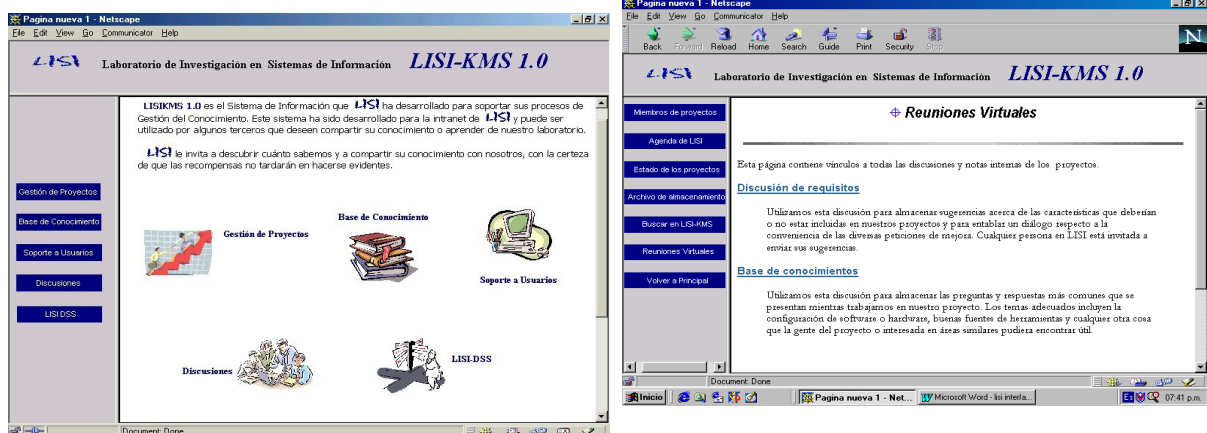 Pagina nueva 1 - Netscape
File Edit View Go Communicator Help
LISI Laboratorio de Investigación en Sistemas de Información LISI-KMS 1.0
LISIKMS 1.0 es el Sistema de Información que LISI ha desarrollado para soportar sus procesos de
Gestión del Conocimiento. Este sistema ha sido desarrollado para la intranet de LISI y puede ser
utilizado por algunos terceros que deseen compartir su conocimiento o aprender de nuestro laboratorio.
LISI le invita a descubrir cuánto sabemos y a compartir su conocimiento con nosotros, con la certeza
de que las recompensas no tardarán en hacerse evidentes.
Gestión de Proyectos
Base de Conocimiento
Soporte a Usuarios
Discusiones
LISI DSS
Gestión de Proyectos
Base de Conocimiento
Soporte a Usuarios
Discusiones
LISI-DSS
Document: Done
Pagina nueva 1 - Netscape
File Edit View Go Communicator Help
Back Forward Reload Home Search Guide Print Security Stop
N
LISI Laboratorio de Investigación en Sistemas de Información LISI-KMS 1.0
Miembros de proyectos
Agenda de LISI
Estado de los proyectos
Archivo de almacenamiento
Buscar en LISI-KMS
Reuniones Virtuales
Volver a Principal
Reuniones Virtuales
Esta página contiene vínculos a todas las discusiones y notas internas de los proyectos.
Discusión de requisitos
Utilizamos esta discusión para almacenar sugerencias acerca de las características que deberían
o no estar incluidas en nuestros proyectos y para entablar un diálogo respecto a la
conveniencia de las diversas peticiones de mejora. Cualquier persona en LISI está invitada a
enviar sus sugerencias.
Base de conocimientos
Utilizamos esta discusión para almacenar las preguntas y respuestas más comunes que se
presentan mientras trabajamos en nuestro proyecto. Los temas adecuados incluyen la
configuración de software o hardware, buenas fuentes de herramientas y cualquier otra cosa
que la gente del proyecto o interesada en áreas similares pudiera encontrar útil.
Document: Done
Inicio Pagina nueva 1 - Net... Microsoft Word - lisi interfa... Es 07:41 p.m.